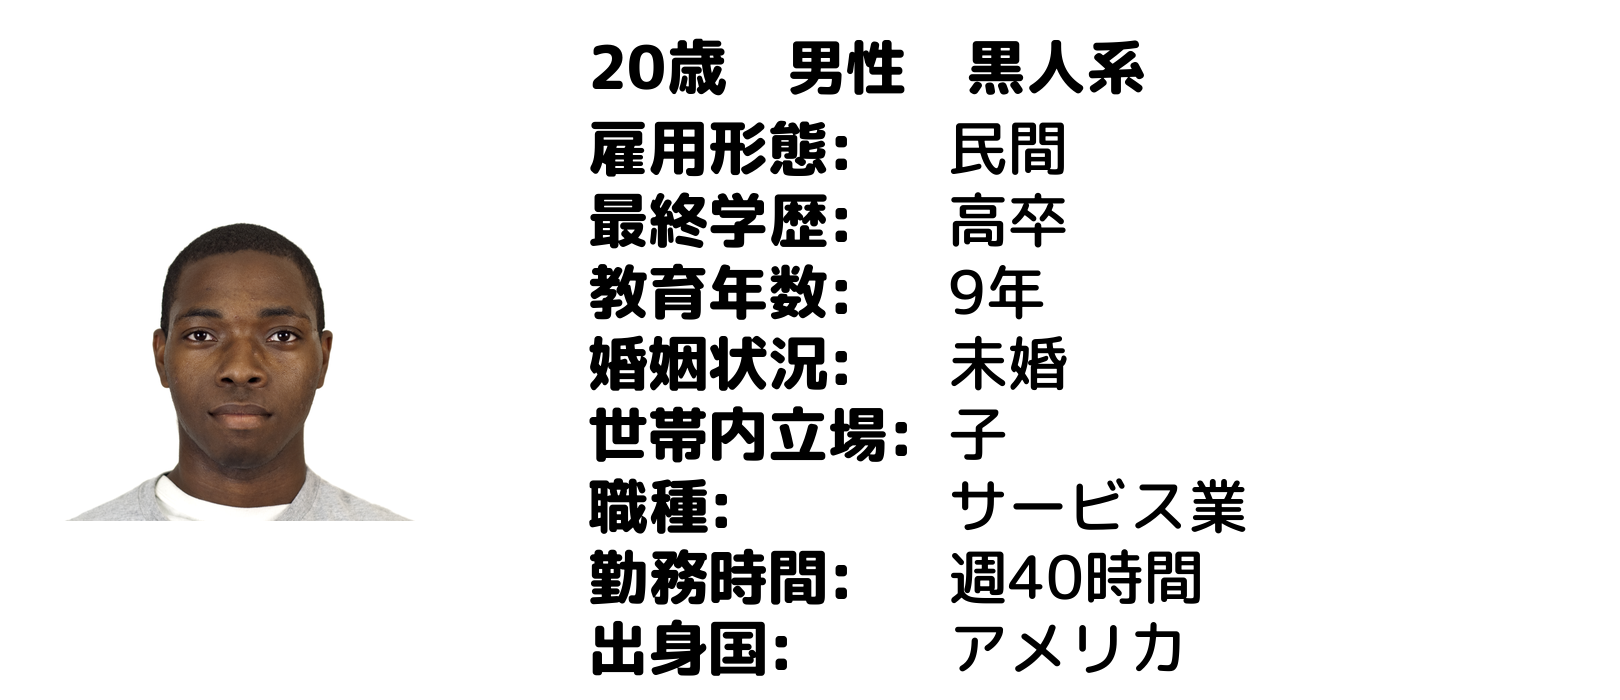 20歳　男性　黒人系
雇用形態:　民間
最終学歴:　高卒
教育年数:　9年
婚姻状況:　未婚
世帯内立場:　子
職種:　サービス業
勤務時間:　週40時間
出身国:　アメリカ